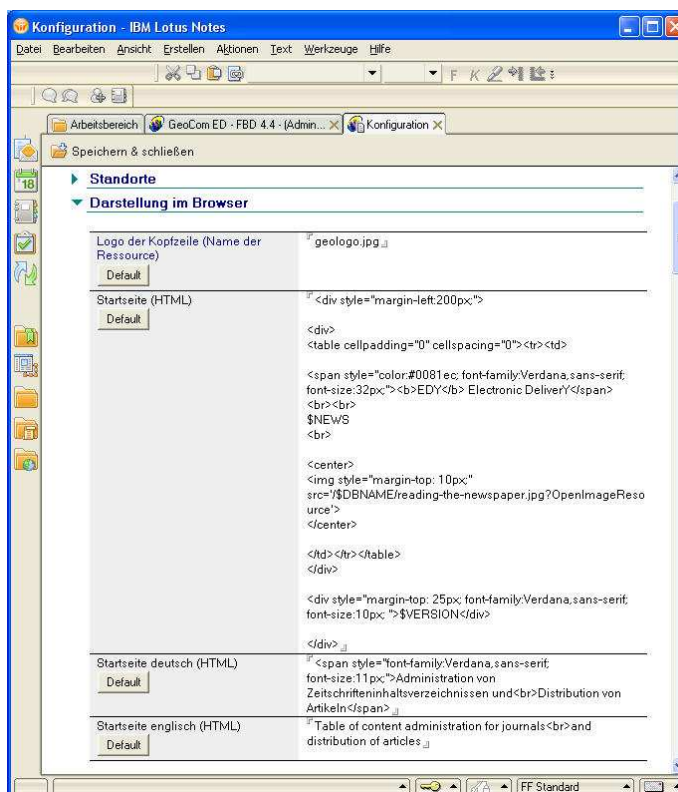 Konfiguration - IBM Lotus Notes
Datei Bearbeiten Ansicht Erstellen Aktionen Text Werkzeuge Hilfe
F K
Arbeitsbereich GeoCom ED - FBD 4.4 - (Admin... Konfiguration
Speichern & schließen
18
Standorte
Darstellung im Browser
Logo der Kopfzeile (Name der
Ressource)
Default
geologo.jpg
Startseite (HTML)
Default
<div style="margin-left:200px;">
<div>
<table cellpadding="0" cellspacing="0"><tr><td>
<span style="color:#0081ec; font-family:Verdana,sans-serif;
font-size:32px;"><b>EDY</b> Electronic DeliverY</span>
<br><br>
$NEWS
<br>
<center>
<img style="margin-top: 10px;"
src='/$DBNAME/reading-the-newspaper.jpg?OpenImageReso
urce'>
</center>
</td></tr></table>
</div>
<div style="margin-top: 25px; font-family:Verdana,sans-serif;
font-size:10px; ">$VERSION</div>
</div>
Startseite deutsch (HTML)
Default
<span style="font-family:Verdana,sans-serif;
font-size:11px;">Administration von
Zeitschrifteninhaltsverzeichnissen und<br>Distribution von
Artikeln</span>
Startseite englisch (HTML)
Default
Table of content administration for journals<br>and
distribution of articles
FF Standard